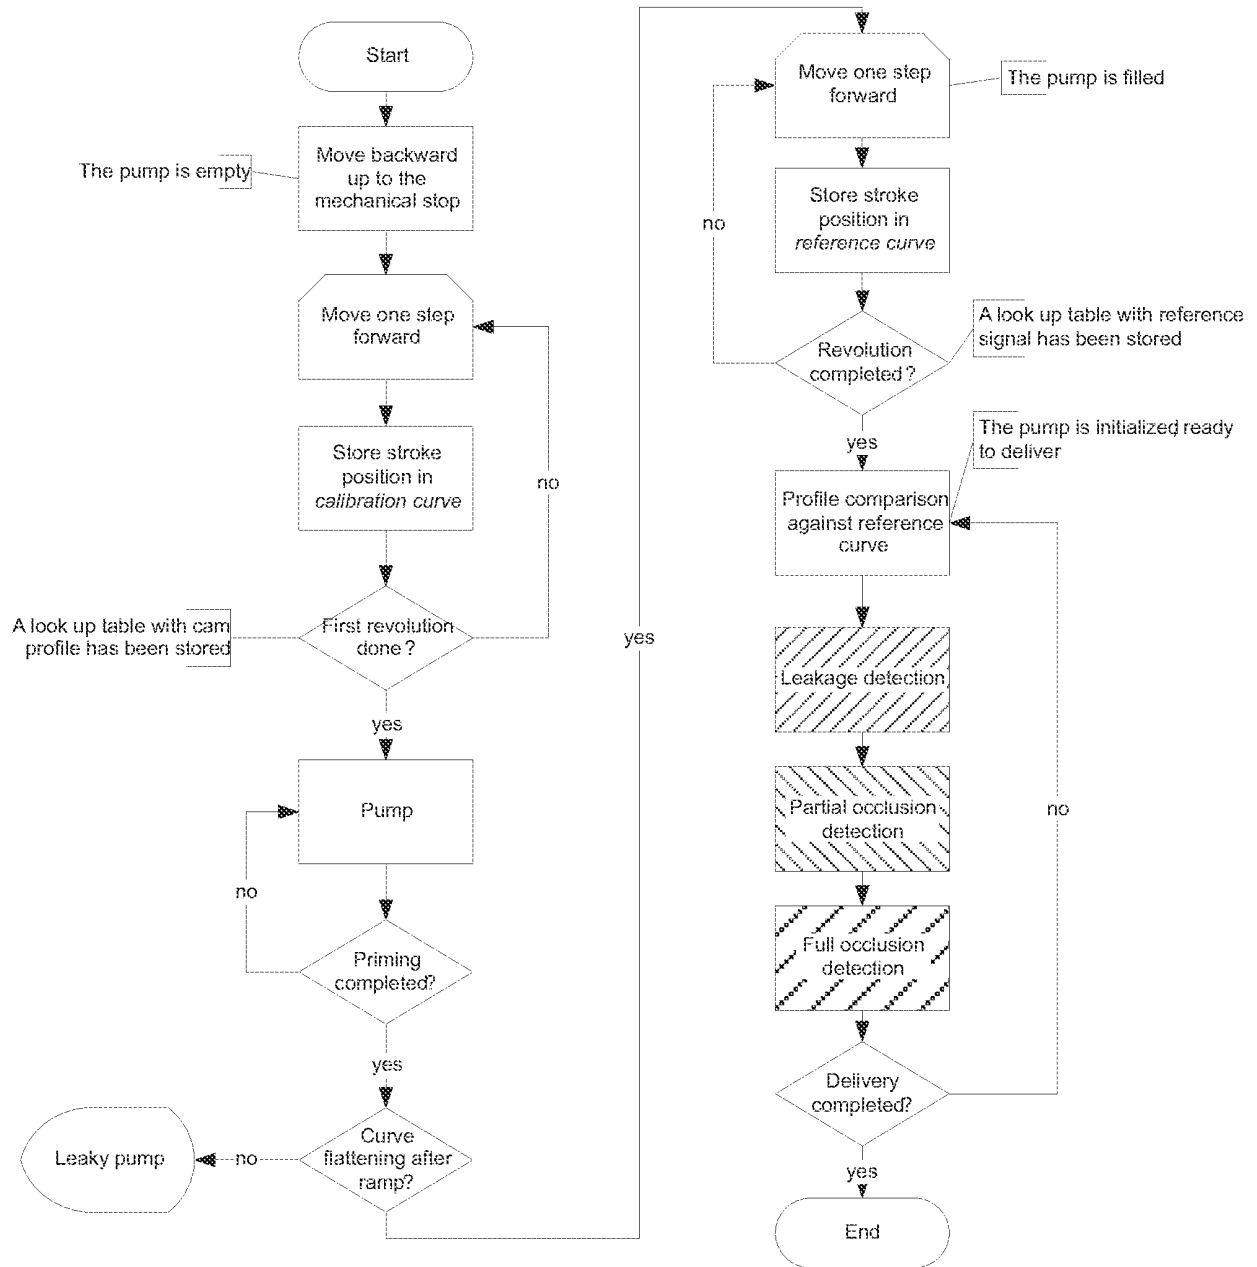 Start
Move backward
up to the
mechanical stop
The pump is empty
Move one step
forward
Store stroke
position in
calibration curve
no
First revolution
done?
A look up table with cam
profile has been stored
yes
Pump
no
Priming
completed?
yes
Curve
flattening after
ramp?
no
Leaky pump
yes
Move one step
forward
The pump is filled
Store stroke
position in
reference curve
no
Revolution
completed?
A look up table with reference
signal has been stored
yes
The pump is initialized, ready
to deliver
Profile comparison
against reference
curve
Leakage detection
Partial occlusion
detection
Full occlusion
detection
no
Delivery
completed?
yes
End